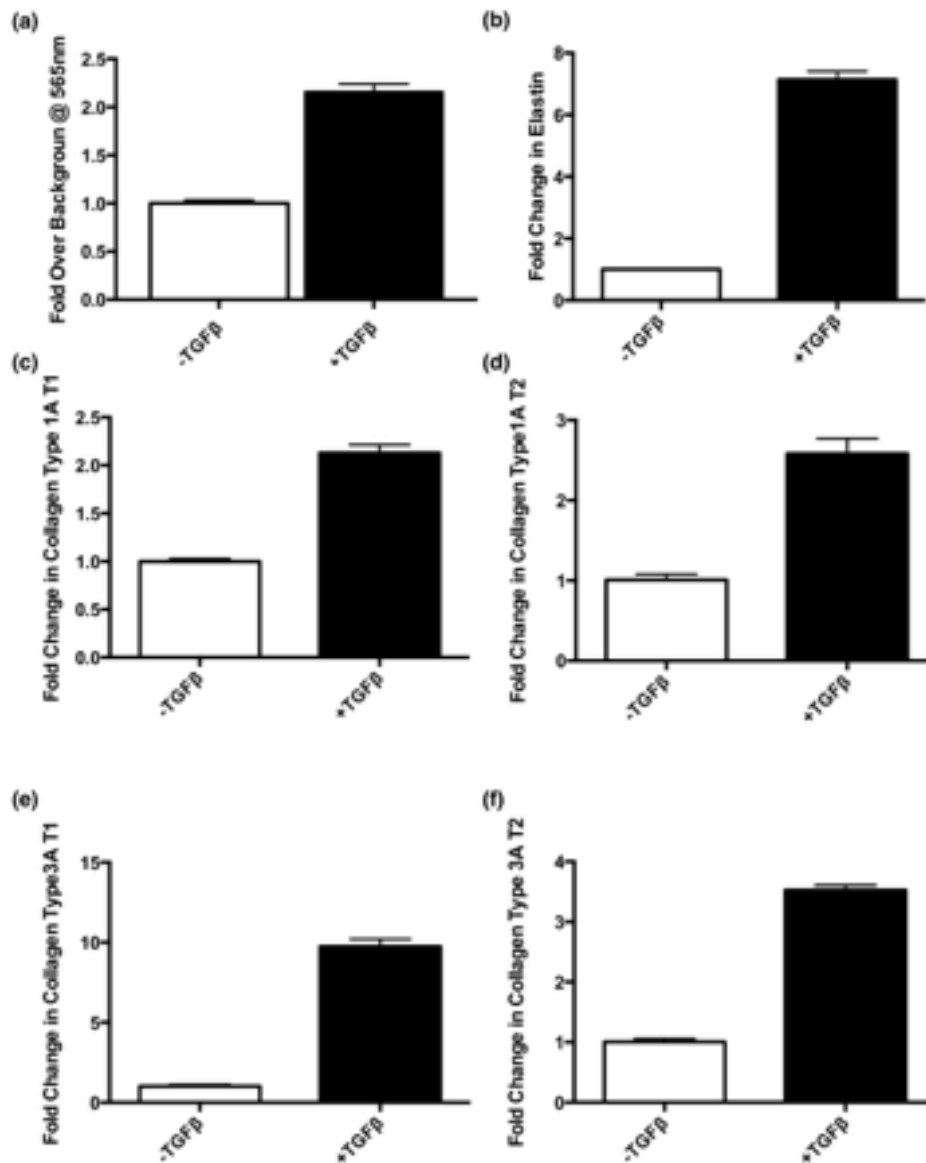 (a)
Fold Over Backgroun @ 565nm
2.5
2.0
1.5
1.0
0.5
0.0
-TGFβ
+TGFβ
(b)
Fold Change in Elastin
8
6
4
2
0
-TGFβ
+TGFβ
(c)
Fold Change in Collagen Type 1A T1
2.5
2.0
1.5
1.0
0.5
0.0
-TGFβ
+TGFβ
(d)
Fold Change in Collagen Type1A T2
3
2
1
0
-TGFβ
+TGFβ
(e)
Fold Change in Collagen Type3A T1
15
10
5
0
-TGFβ
+TGFβ
(f)
Fold Change in Collagen Type 3A T2
4
3
2
1
0
-TGFβ
+TGFβ